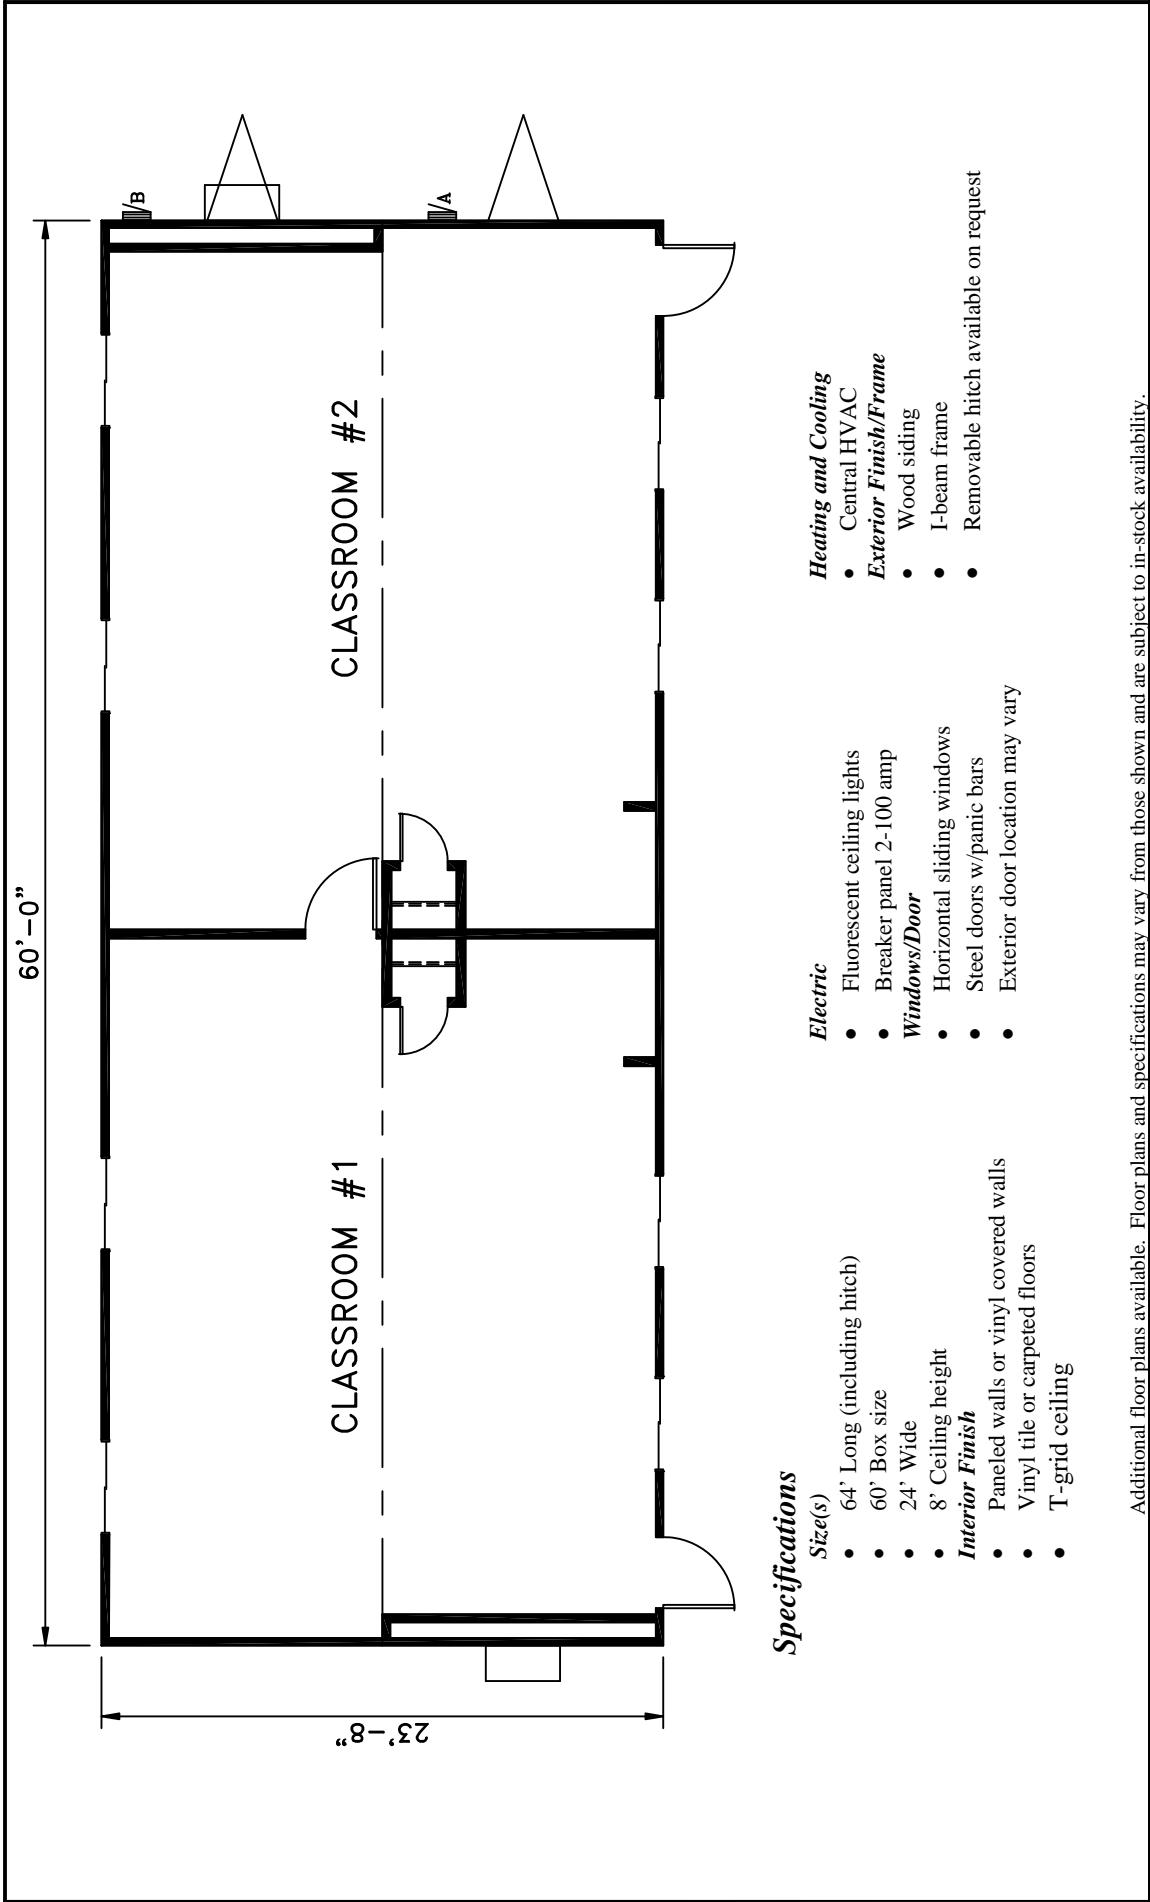 60'-0"
B
A
CLASSROOM #1
CLASSROOM #2
23'-8"
Specifications
Size(s)
• 64’ Long (including hitch)
• 60’ Box size
• 24’ Wide
• 8’ Ceiling height
Interior Finish
• Paneled walls or vinyl covered walls
• Vinyl tile or carpeted floors
• T-grid ceiling
Electric
• Fluorescent ceiling lights
• Breaker panel 2-100 amp
Windows/Door
• Horizontal sliding windows
• Steel doors w/panic bars
• Exterior door location may vary
Heating and Cooling
• Central HVAC
Exterior Finish/Frame
• Wood siding
• I-beam frame
• Removable hitch available on request
Additional floor plans available. Floor plans and specifications may vary from those shown and are subject to in-stock availability.